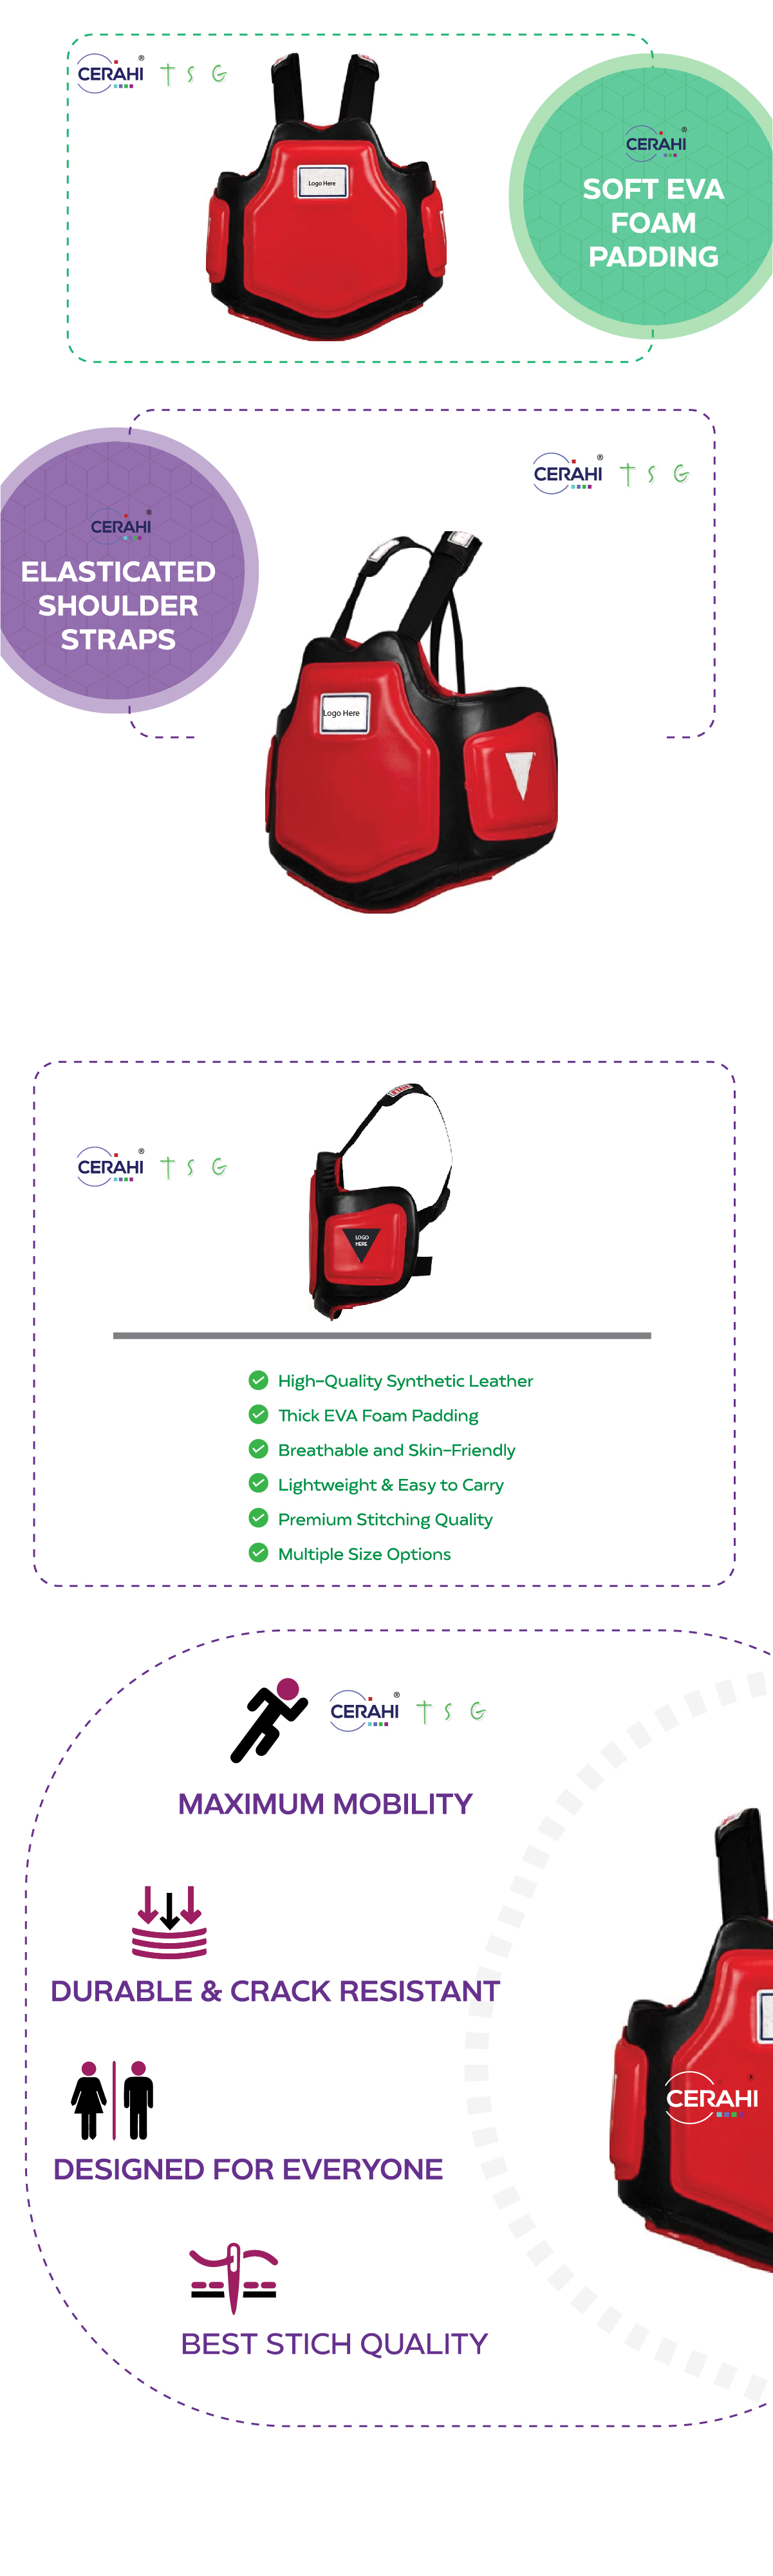 CERAHI ®
t s G
Logo Here
CERAHI ®
SOFT EVA
FOAM
PADDING
CERAHI ®
t s G
CERAHI ®
ELASTICATED
SHOULDER
STRAPS
Logo Here
CERAHI ®
t s G
LOGO
HERE
High-Quality Synthetic Leather
Thick EVA Foam Padding
Breathable and Skin-Friendly
Lightweight & Easy to Carry
Premium Stitching Quality
Multiple Size Options
CERAHI ®
t s G
MAXIMUM MOBILITY
DURABLE & CRACK RESISTANT
CERAHI ®
DESIGNED FOR EVERYONE
BEST STICH QUALITY